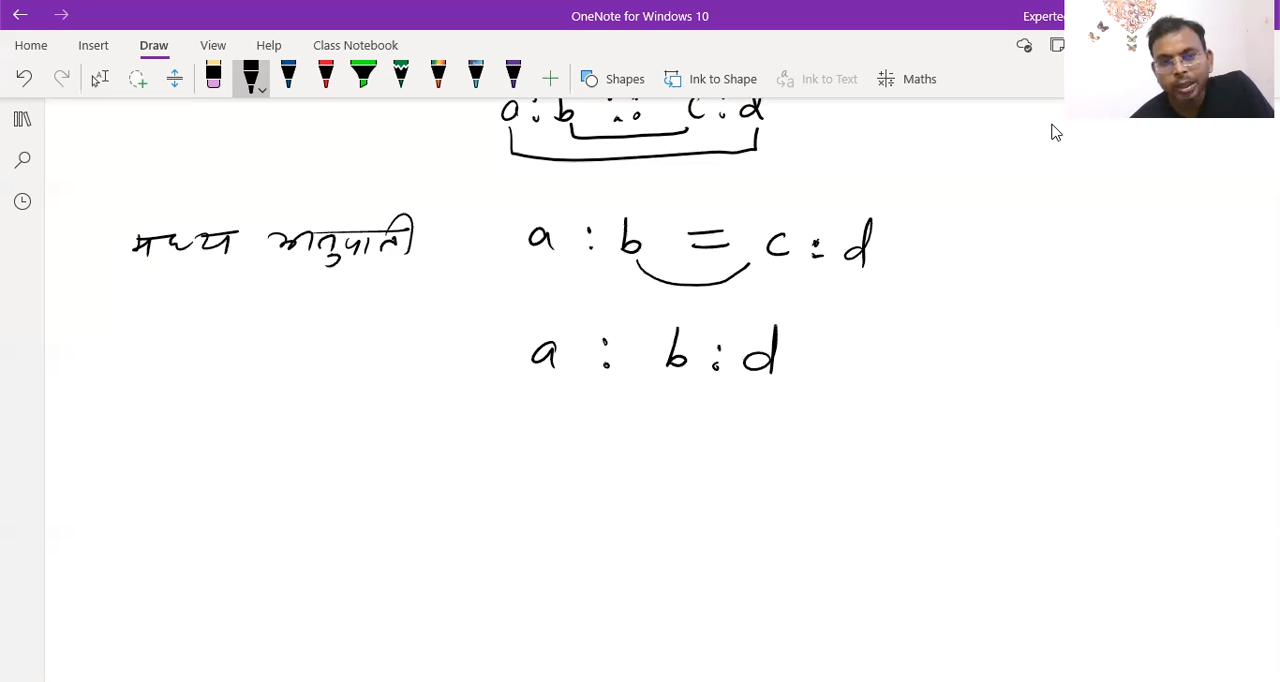 OneNote for Windows 10
Experte
Home Insert Draw View Help Class Notebook
Shapes Ink to Shape Ink to Text Maths
a : b :: c : d
मध्य अनुपाती a : b = c : d
a : b : d